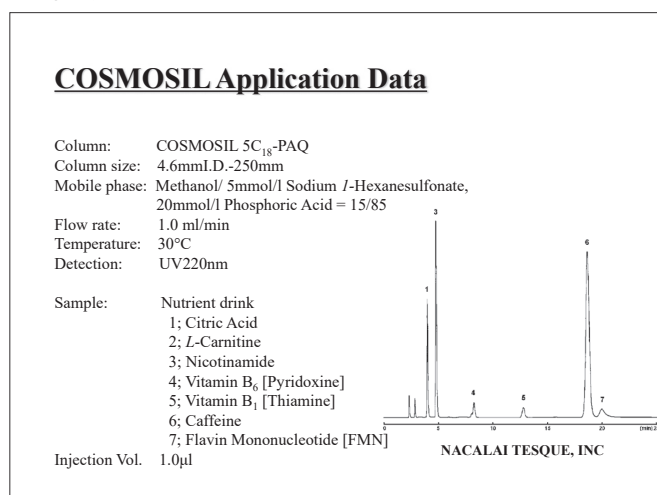 COSMOSIL Application Data
Column: COSMOSIL 5C18-PAQ
Column size: 4.6mmI.D.-250mm
Mobile phase: Methanol/ 5mmol/l Sodium 1-Hexanesulfonate,
20mmol/l Phosphoric Acid = 15/85
Flow rate: 1.0 ml/min
Temperature: 30°C
Detection: UV220nm
Sample: Nutrient drink
1; Citric Acid
2; L-Carnitine
3; Nicotinamide
4; Vitamin B6 [Pyridoxine]
5; Vitamin B1 [Thiamine]
6; Caffeine
7; Flavin Mononucleotide [FMN]
Injection Vol. 1.0µl
1
3
4
5
6
7
0 5 10 15 20
NACALAI TESQUE, INC